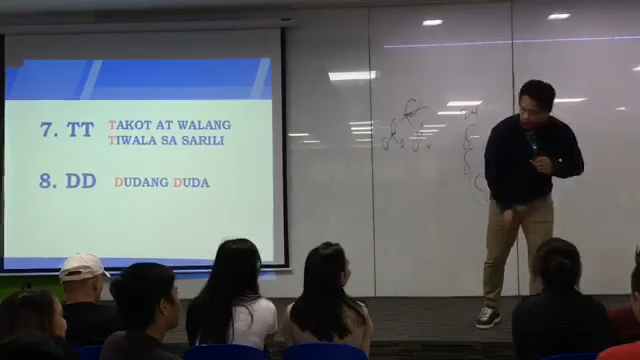 7. TT TAKOT AT WALANG
TIWALA SA SARILI
8. DD DUDANG DUDA